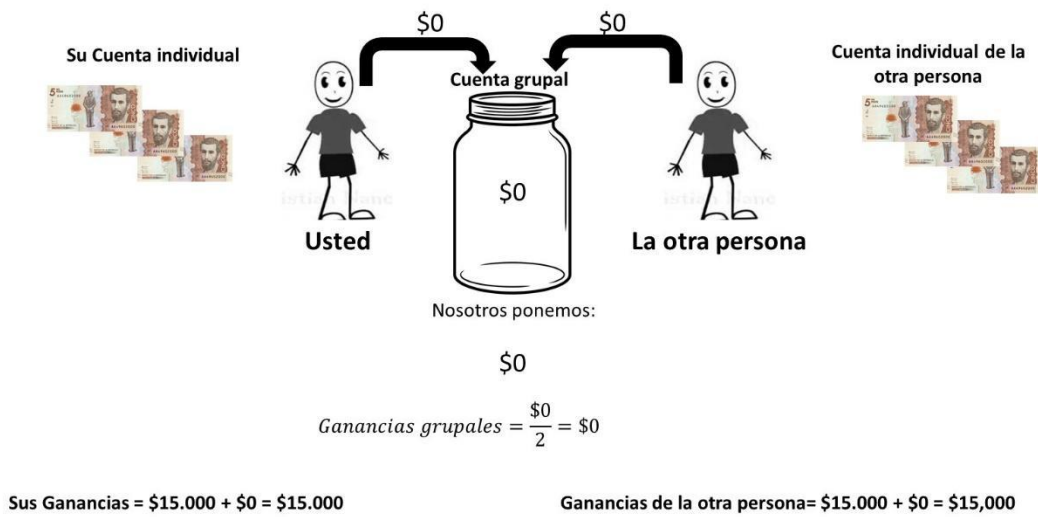 $0
$0
Su Cuenta individual
Cuenta grupal
Cuenta individual de la
otra persona
$0
Usted
La otra persona
Nosotros ponemos:
$0
Ganancias grupales = $0/2 = $0
Sus Ganancias = $15.000 + $0 = $15.000
Ganancias de la otra persona= $15.000 + $0 = $15,000